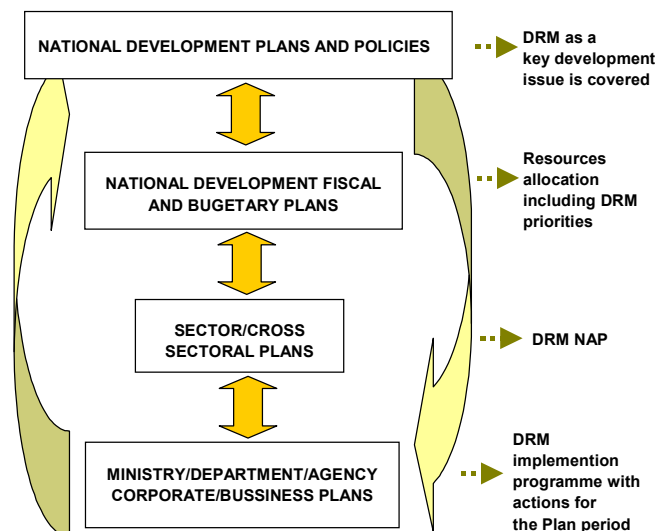 NATIONAL DEVELOPMENT PLANS AND POLICIES
DRM as a
key development
issue is covered
NATIONAL DEVELOPMENT FISCAL
AND BUGETARY PLANS
Resources
allocation
including DRM
priorities
SECTOR/CROSS
SECTORAL PLANS
DRM NAP
MINISTRY/DEPARTMENT/AGENCY
CORPORATE/BUSSINESS PLANS
DRM
implemention
programme with
actions for
the Plan period